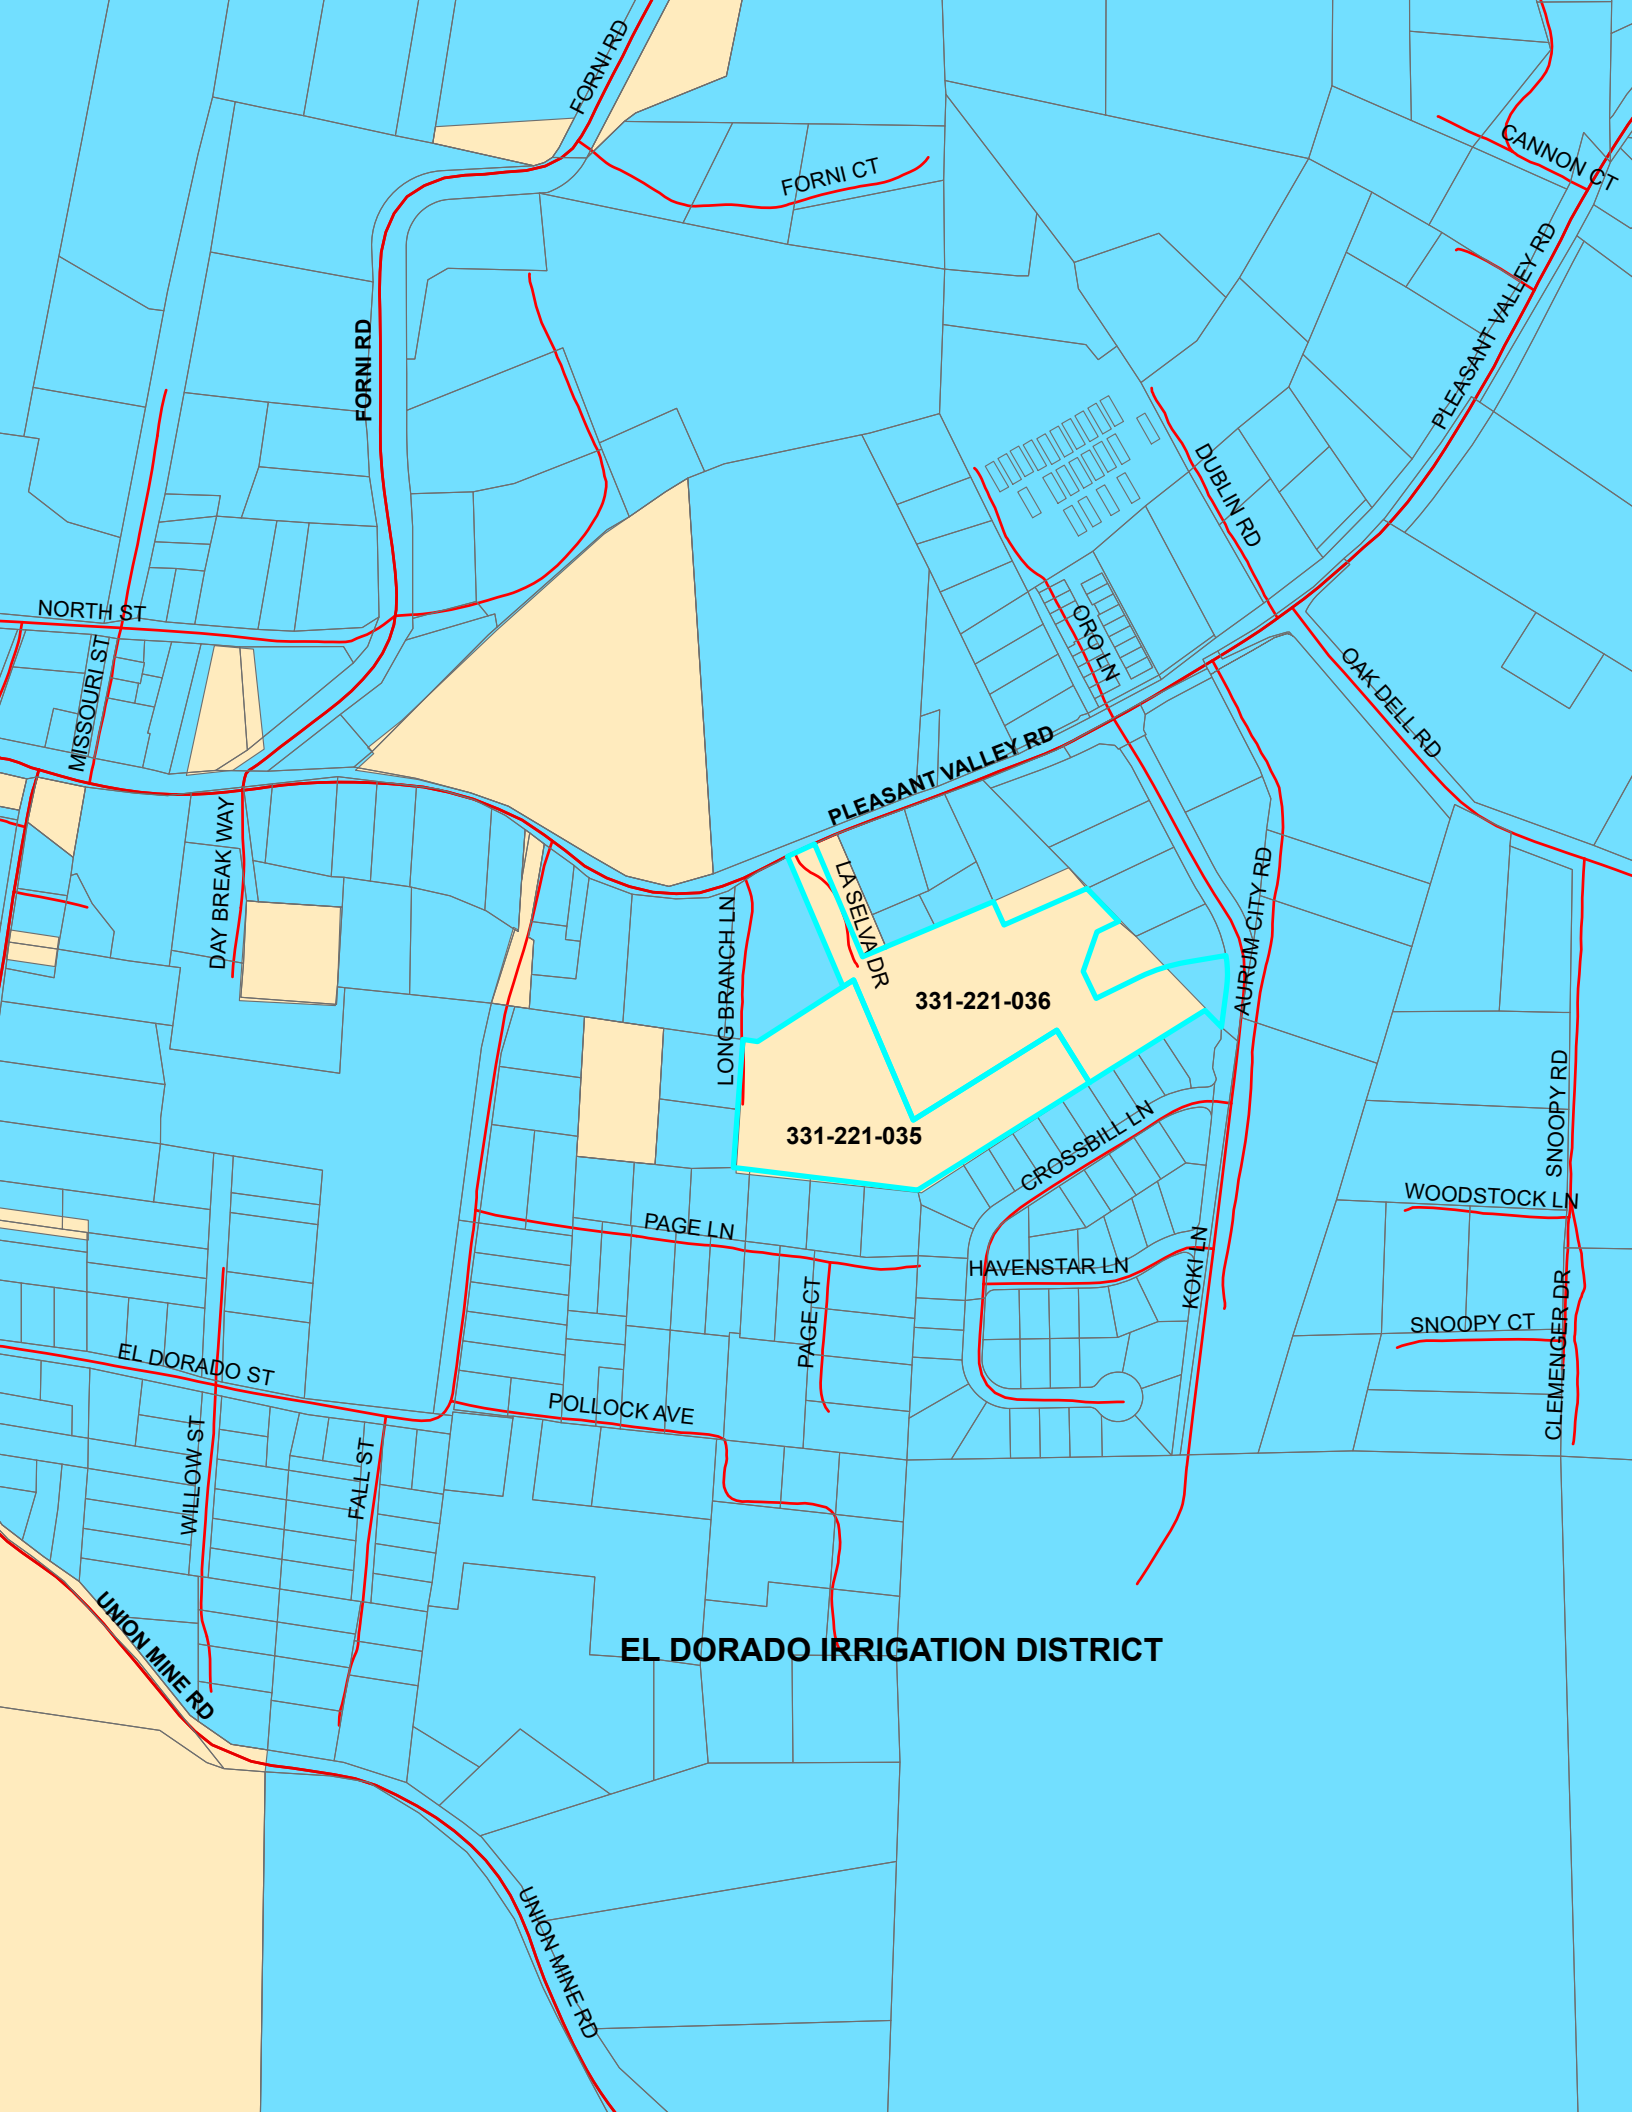 FORNI RD
CANNON CT
FORNI CT
PLEASANT VALLEY RD
FORNI RD
DUBLIN RD
NORTH ST
ORO LN
MISSOURI ST
OAK DELL RD
PLEASANT VALLEY RD
DAY BREAK WAY
LA SELVA DR
AURUM CITY RD
LONG BRANCH LN
331-221-036
SNOOPY RD
331-221-035
CROSSBILL LN
WOODSTOCK LN
PAGE LN
HAVENSTAR LN
KOKI LN
PAGE CT
SNOOPY CT
CLEMENGER DR
EL DORADO ST
POLLOCK AVE
WILLOW ST
FALL ST
UNION MINE RD
EL DORADO IRRIGATION DISTRICT
UNION MINE RD